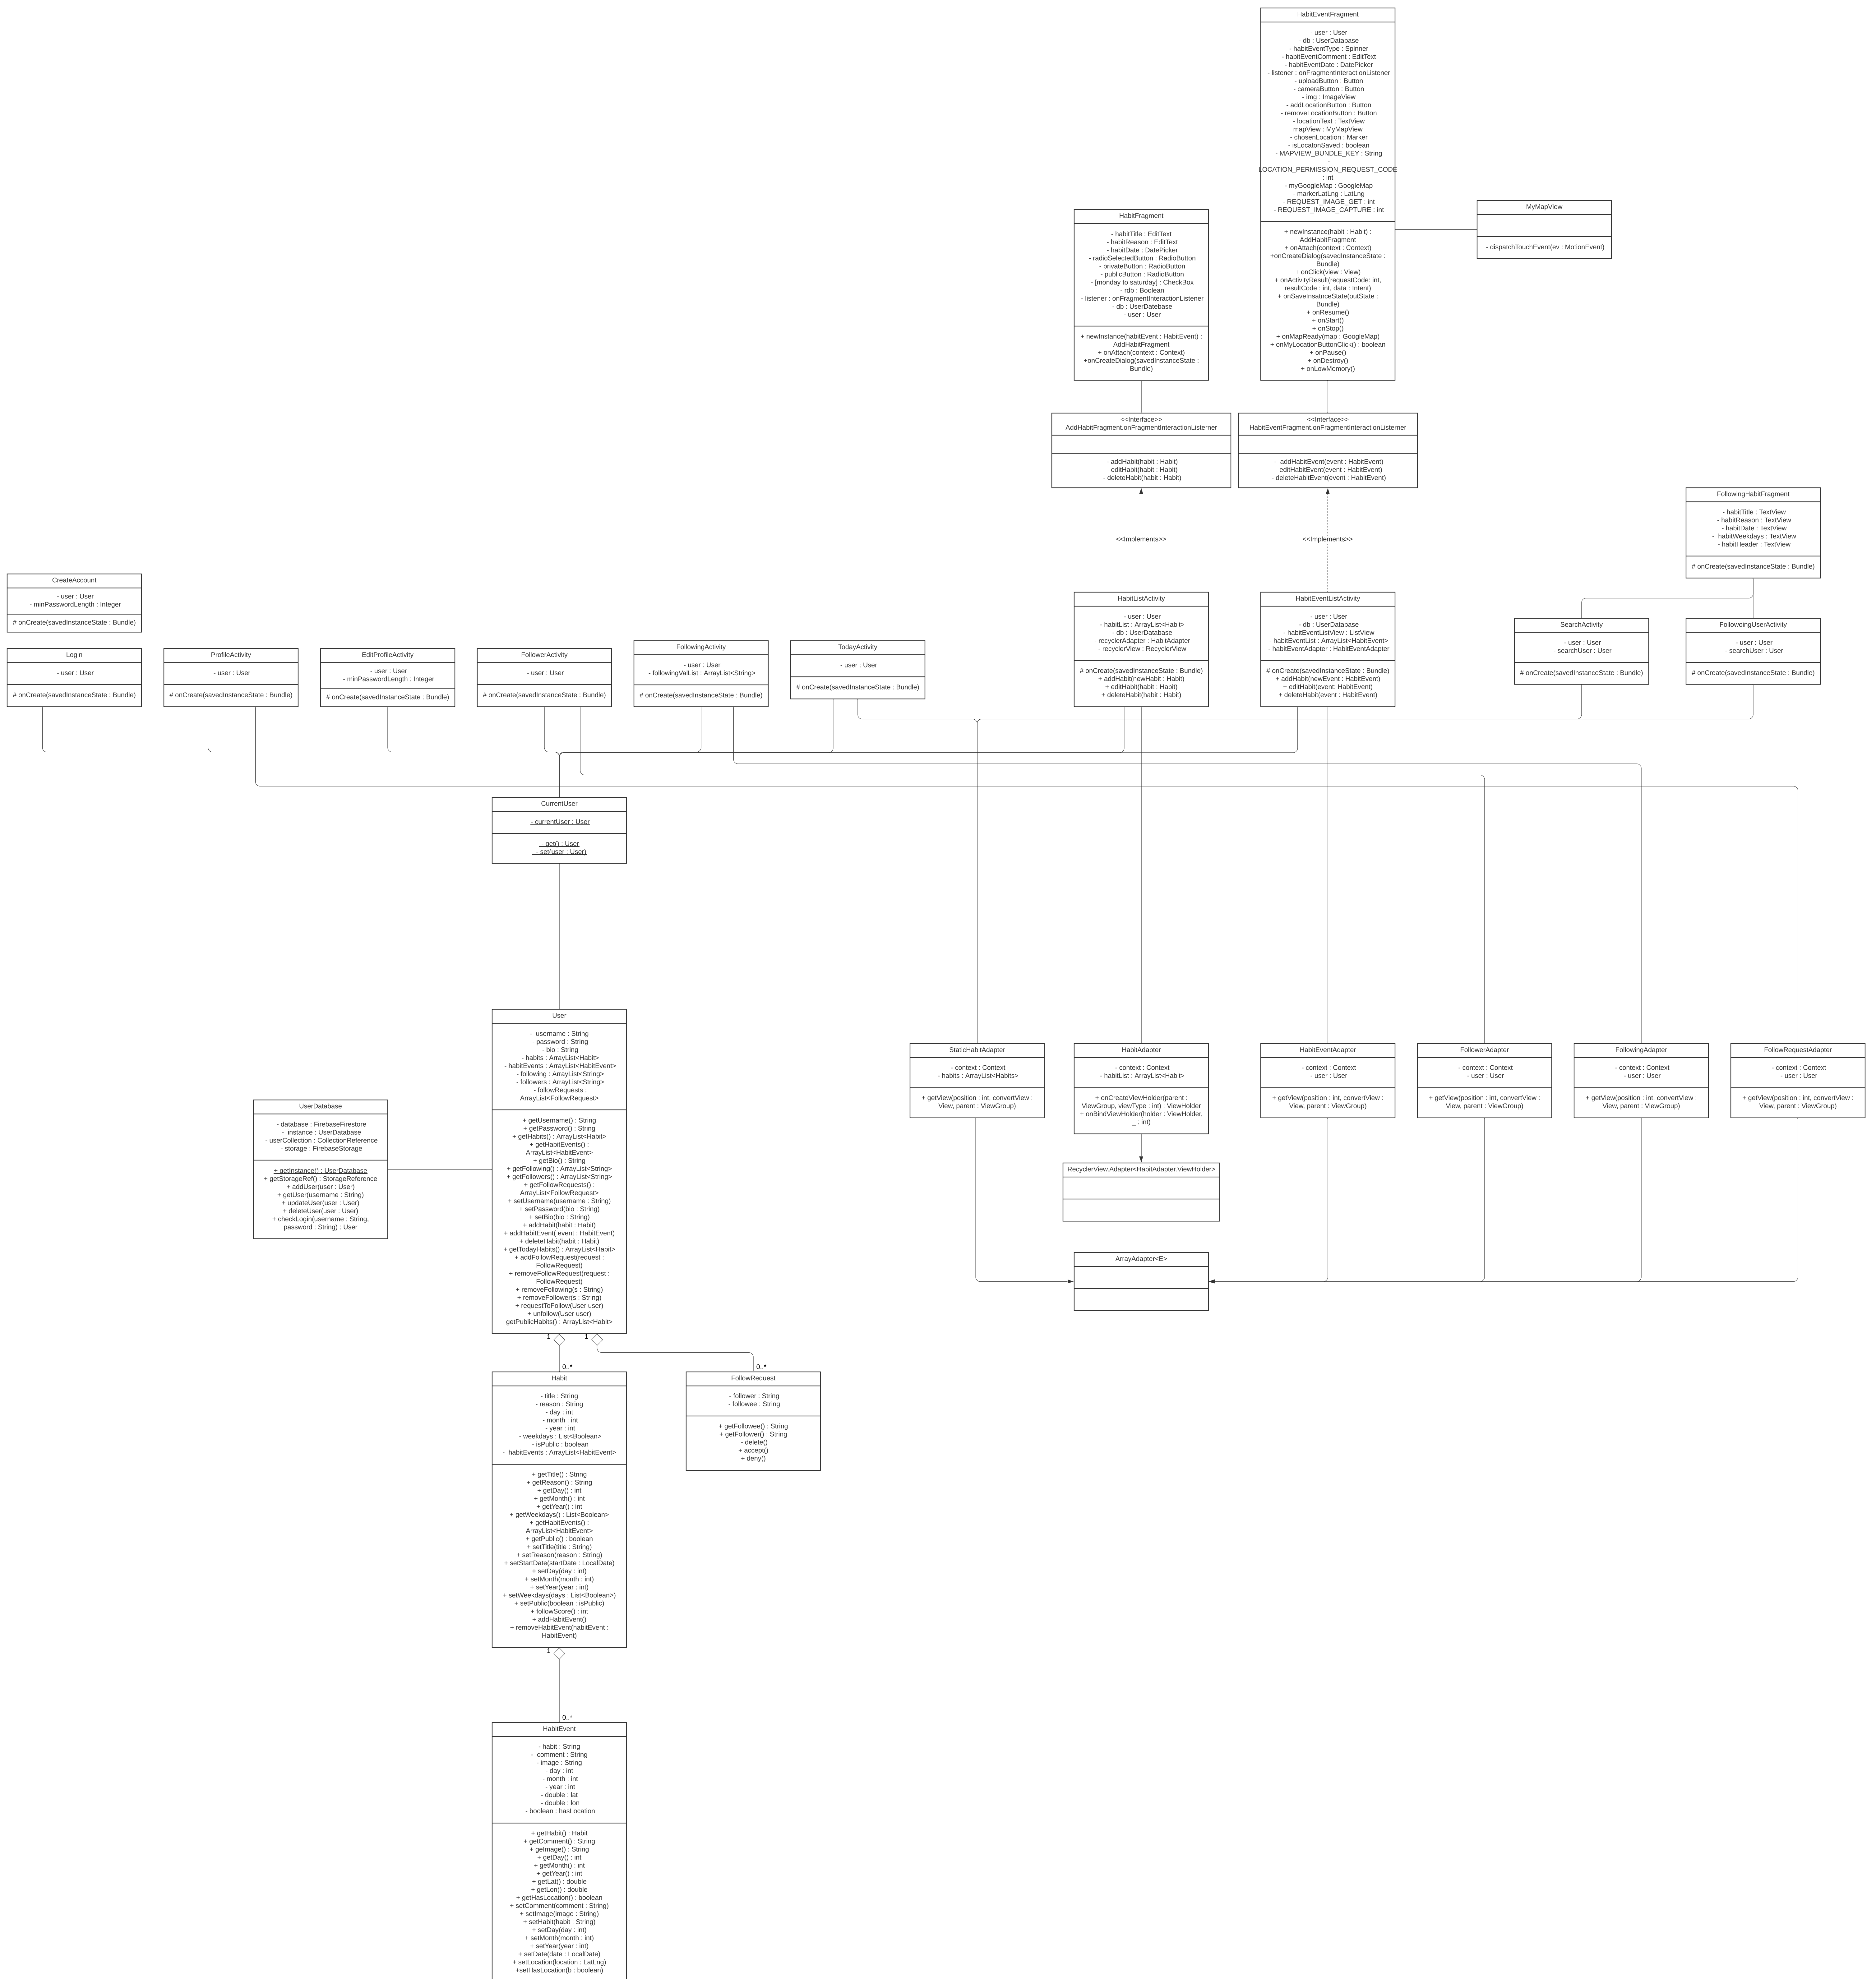 HabitEventFragment
- user : User
- db : UserDatabase
- habitEventType : Spinner
- habitEventComment : EditText
- habitEventDate : DatePicker
- listener : onFragmentInteractionListener
- uploadButton : Button
- cameraButton : Button
- img : ImageView
- addLocationButton : Button
- removeLocationButton : Button
- locationText : TextView
mapView : MyMapView
- chosenLocation : Marker
- isLocatonSaved : boolean
- MAPVIEW_BUNDLE_KEY : String
-
LOCATION_PERMISSION_REQUEST_CODE
: int
- myGoogleMap : GoogleMap
- markerLatLng : LatLng
- REQUEST_IMAGE_GET : int
- REQUEST_IMAGE_CAPTURE : int
+ newInstance(habit : Habit) :
AddHabitFragment
+ onAttach(context : Context)
+onCreateDialog(savedInstanceState :
Bundle)
+ onClick(view : View)
+ onActivityResult(requestCode: int,
resultCode : int, data : Intent)
+ onSaveInsatnceState(outState :
Bundle)
+ onResume()
+ onStart()
+ onStop()
+ onMapReady(map : GoogleMap)
+ onMyLocationButtonClick() : boolean
+ onPause()
+ onDestroy()
+ onLowMemory()
MyMapView
- dispatchTouchEvent(ev : MotionEvent)
HabitFragment
- habitTitle : EditText
- habitReason : EditText
- habitDate : DatePicker
- radioSelectedButton : RadioButton
- privateButton : RadioButton
- publicButton : RadioButton
- [monday to saturday] : CheckBox
- rdb : Boolean
- listener : onFragmentInteractionListener
- db : UserDatebase
- user : User
+ newInstance(habitEvent : HabitEvent) :
AddHabitFragment
+ onAttach(context : Context)
+onCreateDialog(savedInstanceState :
Bundle)
<<Interface>>
AddHabitFragment.onFragmentInteractionListerner
- addHabit(habit : Habit)
- editHabit(habit : Habit)
- deleteHabit(habit : Habit)
<<Interface>>
HabitEventFragment.onFragmentInteractionListerner
- addHabitEvent(event : HabitEvent)
- editHabitEvent(event : HabitEvent)
- deleteHabitEvent(event : HabitEvent)
<<Implements>>
<<Implements>>
FollowingHabitFragment
- habitTitle : TextView
- habitReason : TextView
- habitDate : TextView
- habitWeekdays : TextView
- habitHeader : TextView
# onCreate(savedInstanceState : Bundle)
CreateAccount
- user : User
- minPasswordLength : Integer
# onCreate(savedInstanceState : Bundle)
Login
- user : User
# onCreate(savedInstanceState : Bundle)
ProfileActivity
- user : User
# onCreate(savedInstanceState : Bundle)
EditProfileActivity
- user : User
- minPasswordLength : Integer
# onCreate(savedInstanceState : Bundle)
FollowerActivity
- user : User
# onCreate(savedInstanceState : Bundle)
FollowingActivity
- user : User
- followingValList : ArrayList<String>
# onCreate(savedInstanceState : Bundle)
TodayActivity
- user : User
# onCreate(savedInstanceState : Bundle)
HabitListActivity
- user : User
- habitList : ArrayList<Habit>
- db : UserDatabase
- recyclerAdapter : HabitAdapter
- recyclerView : RecyclerView
# onCreate(savedInstanceState : Bundle)
+ addHabit(newHabit : Habit)
+ editHabit(habit : Habit)
+ deleteHabit(habit : Habit)
HabitEventListActivity
- user : User
- db : UserDatabase
- habitEventListView : ListView
- habitEventList : ArrayList<HabitEvent>
- habitEventAdapter : HabitEventAdapter
# onCreate(savedInstanceState : Bundle)
+ addHabit(newEvent : HabitEvent)
+ editHabit(event: HabitEvent)
+ deleteHabit(event : HabitEvent)
SearchActivity
- user : User
- searchUser : User
# onCreate(savedInstanceState : Bundle)
FollowoingUserActivity
- user : User
- searchUser : User
# onCreate(savedInstanceState : Bundle)
CurrentUser
- currentUser : User
- get() : User
- set(user : User)
User
- username : String
- password : String
- bio : String
- habits : ArrayList<Habit>
- habitEvents : ArrayList<HabitEvent>
- following : ArrayList<String>
- followers : ArrayList<String>
- followRequests :
ArrayList<FollowRequest>
+ getUsername() : String
+ getPassword() : String
+ getHabits() : ArrayList<Habit>
+ getHabitEvents() :
ArrayList<HabitEvent>
+ getBio() : String
+ getFollowing() : ArrayList<String>
+ getFollowers() : ArrayList<String>
+ getFollowRequests() :
ArrayList<FollowRequest>
+ setUsername(username : String)
+ setPassword(bio : String)
+ setBio(bio : String)
+ addHabit(habit : Habit)
+ addHabitEvent( event : HabitEvent)
+ deleteHabit(habit : Habit)
+ getTodayHabits() : ArrayList<Habit>
+ addFollowRequest(request :
FollowRequest)
+ removeFollowRequest(request :
FollowRequest)
+ removeFollowing(s : String)
+ removeFollower(s : String)
+ requestToFollow(User user)
+ unfollow(User user)
getPublicHabits() : ArrayList<Habit>
UserDatabase
- database : FirebaseFirestore
- instance : UserDatabase
- userCollection : CollectionReference
- storage : FirebaseStorage
+ getInstance() : UserDatabase
+ getStorageRef() : StorageReference
+ addUser(user : User)
+ getUser(username : String)
+ updateUser(user : User)
+ deleteUser(user : User)
+ checkLogin(username : String,
password : String) : User
StaticHabitAdapter
- context : Context
- habits : ArrayList<Habits>
+ getView(position : int, convertView :
View, parent : ViewGroup)
HabitAdapter
- context : Context
- habitList : ArrayList<Habit>
+ onCreateViewHolder(parent :
ViewGroup, viewType : int) : ViewHolder
+ onBindViewHolder(holder : ViewHolder,
_ : int)
HabitEventAdapter
- context : Context
- user : User
+ getView(position : int, convertView :
View, parent : ViewGroup)
FollowerAdapter
- context : Context
- user : User
+ getView(position : int, convertView :
View, parent : ViewGroup)
FollowingAdapter
- context : Context
- user : User
+ getView(position : int, convertView :
View, parent : ViewGroup)
FollowRequestAdapter
- context : Context
- user : User
+ getView(position : int, convertView :
View, parent : ViewGroup)
RecyclerView.Adapter<HabitAdapter.ViewHolder>
ArrayAdapter<E>
1
1
0..*
0..*
Habit
- title : String
- reason : String
- day : int
- month : int
- year : int
- weekdays : List<Boolean>
- isPublic : boolean
- habitEvents : ArrayList<HabitEvent>
+ getTitle() : String
+ getReason() : String
+ getDay() : int
+ getMonth() : int
+ getYear() : int
+ getWeekdays() : List<Boolean>
+ getHabitEvents() :
ArrayList<HabitEvent>
+ getPublic() : boolean
+ setTitle(title : String)
+ setReason(reason : String)
+ setStartDate(startDate : LocalDate)
+ setDay(day : int)
+ setMonth(month : int)
+ setYear(year : int)
+ setWeekdays(days : List<Boolean>)
+ setPublic(boolean : isPublic)
+ followScore() : int
+ addHabitEvent()
+ removeHabitEvent(habitEvent :
HabitEvent)
FollowRequest
- follower : String
- followee : String
+ getFollowee() : String
+ getFollower() : String
- delete()
+ accept()
+ deny()
1
0..*
HabitEvent
- habit : String
- comment : String
- image : String
- day : int
- month : int
- year : int
- double : lat
- double : lon
- boolean : hasLocation
+ getHabit() : Habit
+ getComment() : String
+ geImage() : String
+ getDay() : int
+ getMonth() : int
+ getYear() : int
+ getLat() : double
+ getLon() : double
+ getHasLocation() : boolean
+ setComment(comment : String)
+ setImage(image : String)
+ setHabit(habit : String)
+ setDay(day : int)
+ setMonth(month : int)
+ setYear(year : int)
+ setDate(date : LocalDate)
+ setLocation(location : LatLng)
+setHasLocation(b : boolean)